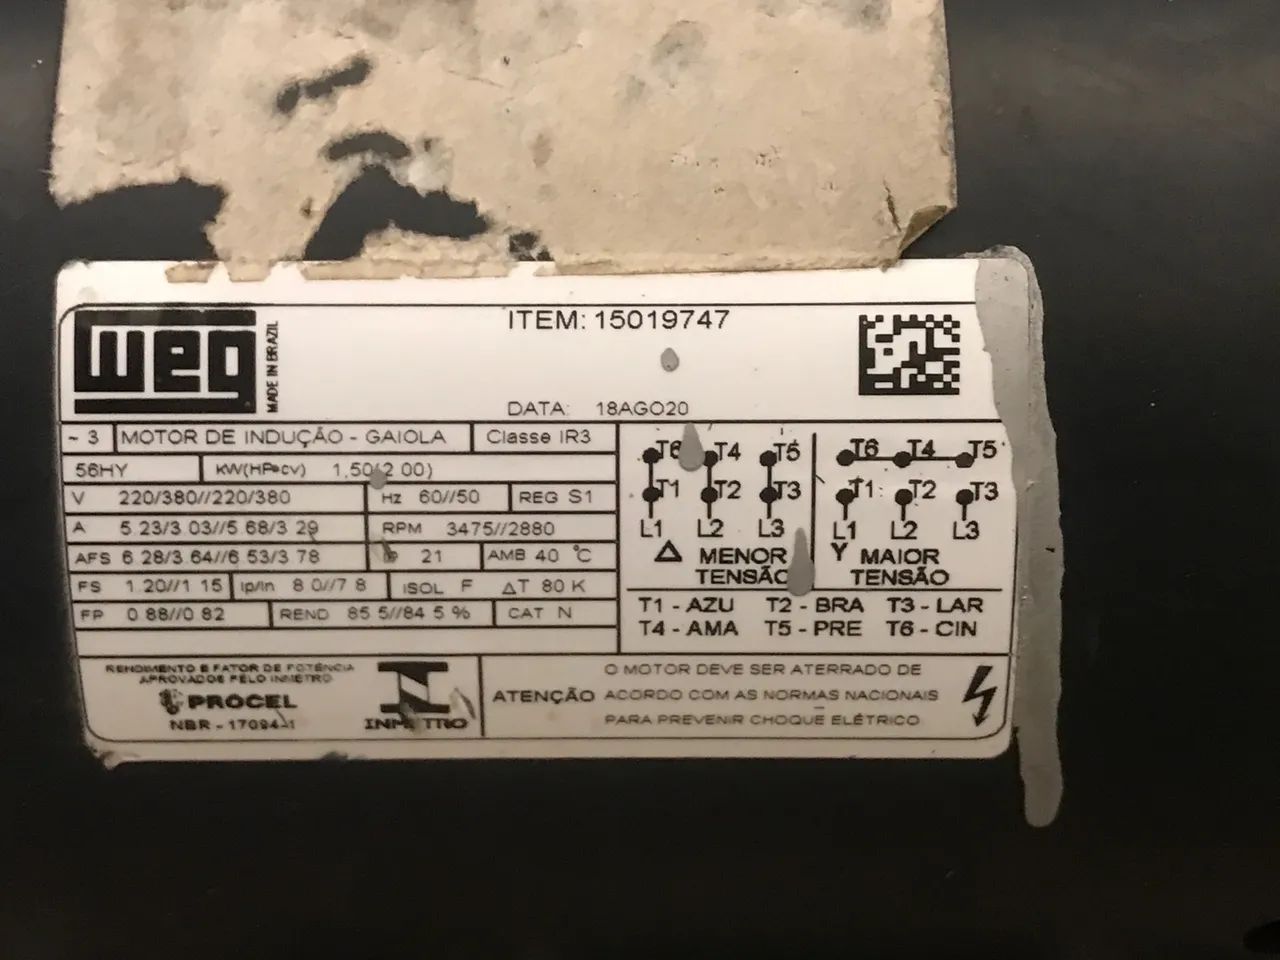 weg
MADE IN BRAZIL
ITEM: 15019747
DATA: 18AGO20
~ 3 MOTOR DE INDUÇÃO - GAIOLA Classe IR3
56HY KW(HP-cv) 1,50(2 00)
V 220/380//220/380 Hz 60//50 REG S1
A 5 23/3 03//5 68/3 29 RPM 3475//2880
AFS 6 28/3 64//6 53/3 78 21 AMB 40 °C
FS 1.20//1 15 Ip/In 8 0//7 8 ISOL F ΔT 80 K
FP 0 88//0 82 REND 85 5//84 5 % CAT N
T6 T4 T5 T6 T4 T5
T1 T2 T3 T1 T2 T3
L1 L2 L3 L1 L2 L3
Δ MENOR TENSÃO
Y MAIOR TENSÃO
T1 - AZU T2 - BRA T3 - LAR
T4 - AMA T5 - PRE T6 - CIN
RENDIMENTO E FATOR DE POTÊNCIA
APROVADOS PELO INMETRO
PROCEL
NBR - 17094-1
INMETRO
ATENÇÃO
O MOTOR DEVE SER ATERRADO DE
ACORDO COM AS NORMAS NACIONAIS
PARA PREVENIR CHOQUE ELÉTRICO